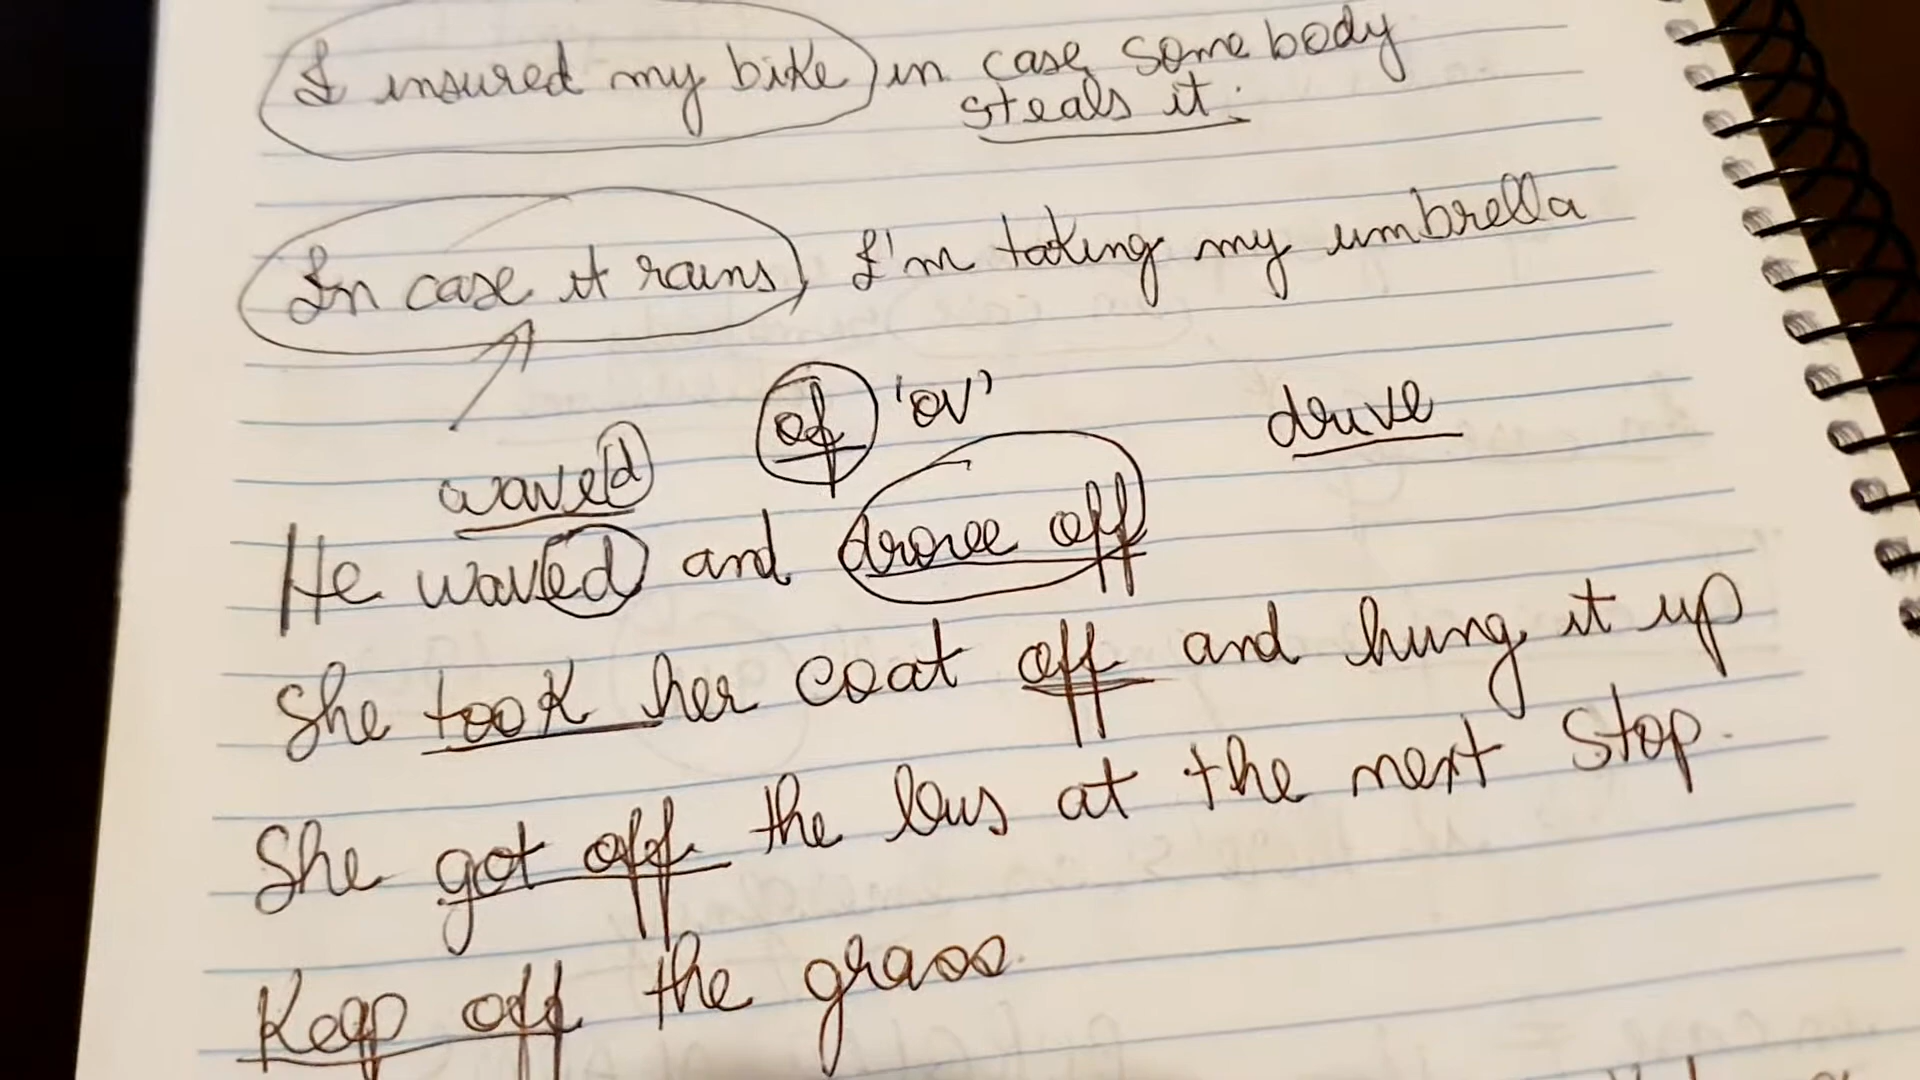 I insured my bike in case somebody
steals it.
In case it rains, I'm taking my umbrella
of 'ov' drive
waved
He waved and drove off
She took her coat off and hung it up
She got off the bus at the next stop.
Keep off the grass.